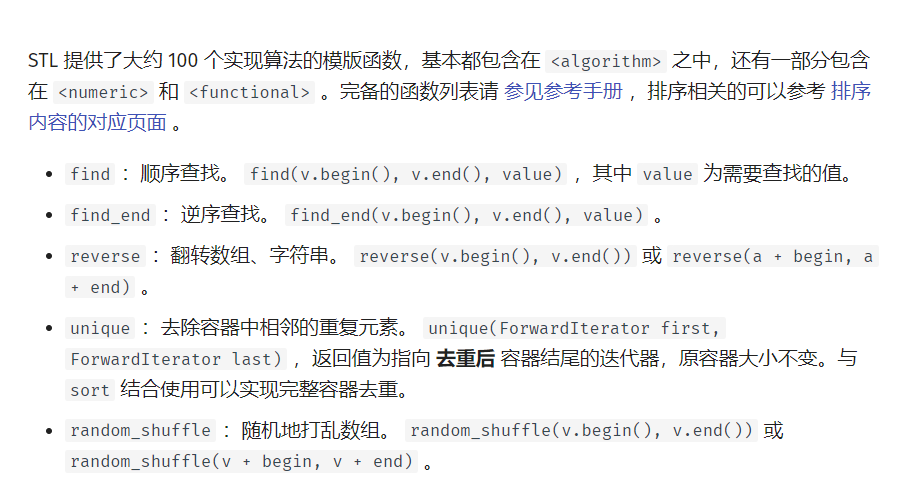 STL 提供了大约 100 个实现算法的模版函数，基本都包含在 <algorithm> 之中，还有一部分包含
在 <numeric> 和 <functional> 。完备的函数列表请 参见参考手册 ，排序相关的可以参考 排序
内容的对应页面 。
• find ：顺序查找。 find(v.begin(), v.end(), value) ，其中 value 为需要查找的值。
• find_end ：逆序查找。 find_end(v.begin(), v.end(), value) 。
• reverse ：翻转数组、字符串。 reverse(v.begin(), v.end()) 或 reverse(a + begin, a
+ end) 。
• unique ：去除容器中相邻的重复元素。 unique(ForwardIterator first,
ForwardIterator last) ，返回值为指向 去重后 容器结尾的迭代器，原容器大小不变。与
sort 结合使用可以实现完整容器去重。
• random_shuffle ：随机地打乱数组。 random_shuffle(v.begin(), v.end()) 或
random_shuffle(v + begin, v + end) 。